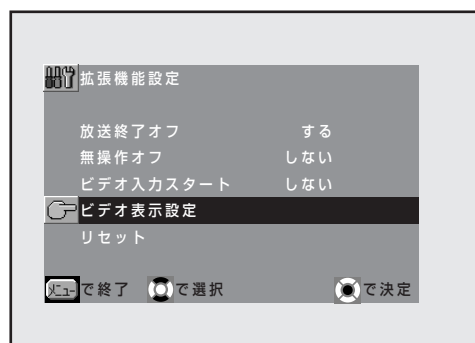 拡張機能設定
放送終了オフ する
無操作オフ しない
ビデオ入力スタート しない
ビデオ表示設定
リセット
メニューで終了 で選択 で決定